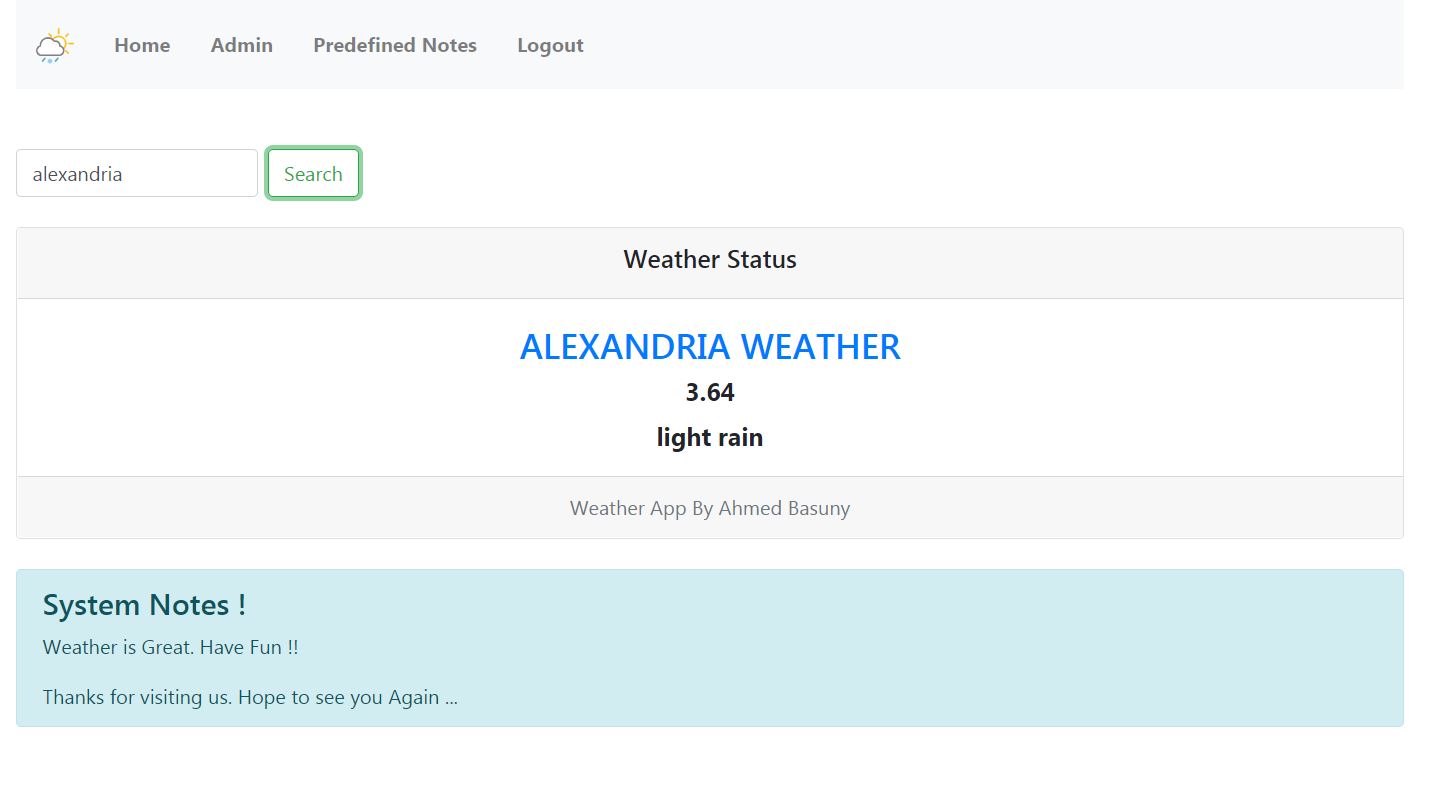 Home Admin Predefined Notes Logout
alexandria Search
Weather Status
ALEXANDRIA WEATHER
3.64
light rain
Weather App By Ahmed Basuny
System Notes !
Weather is Great. Have Fun !!
Thanks for visiting us. Hope to see you Again ...